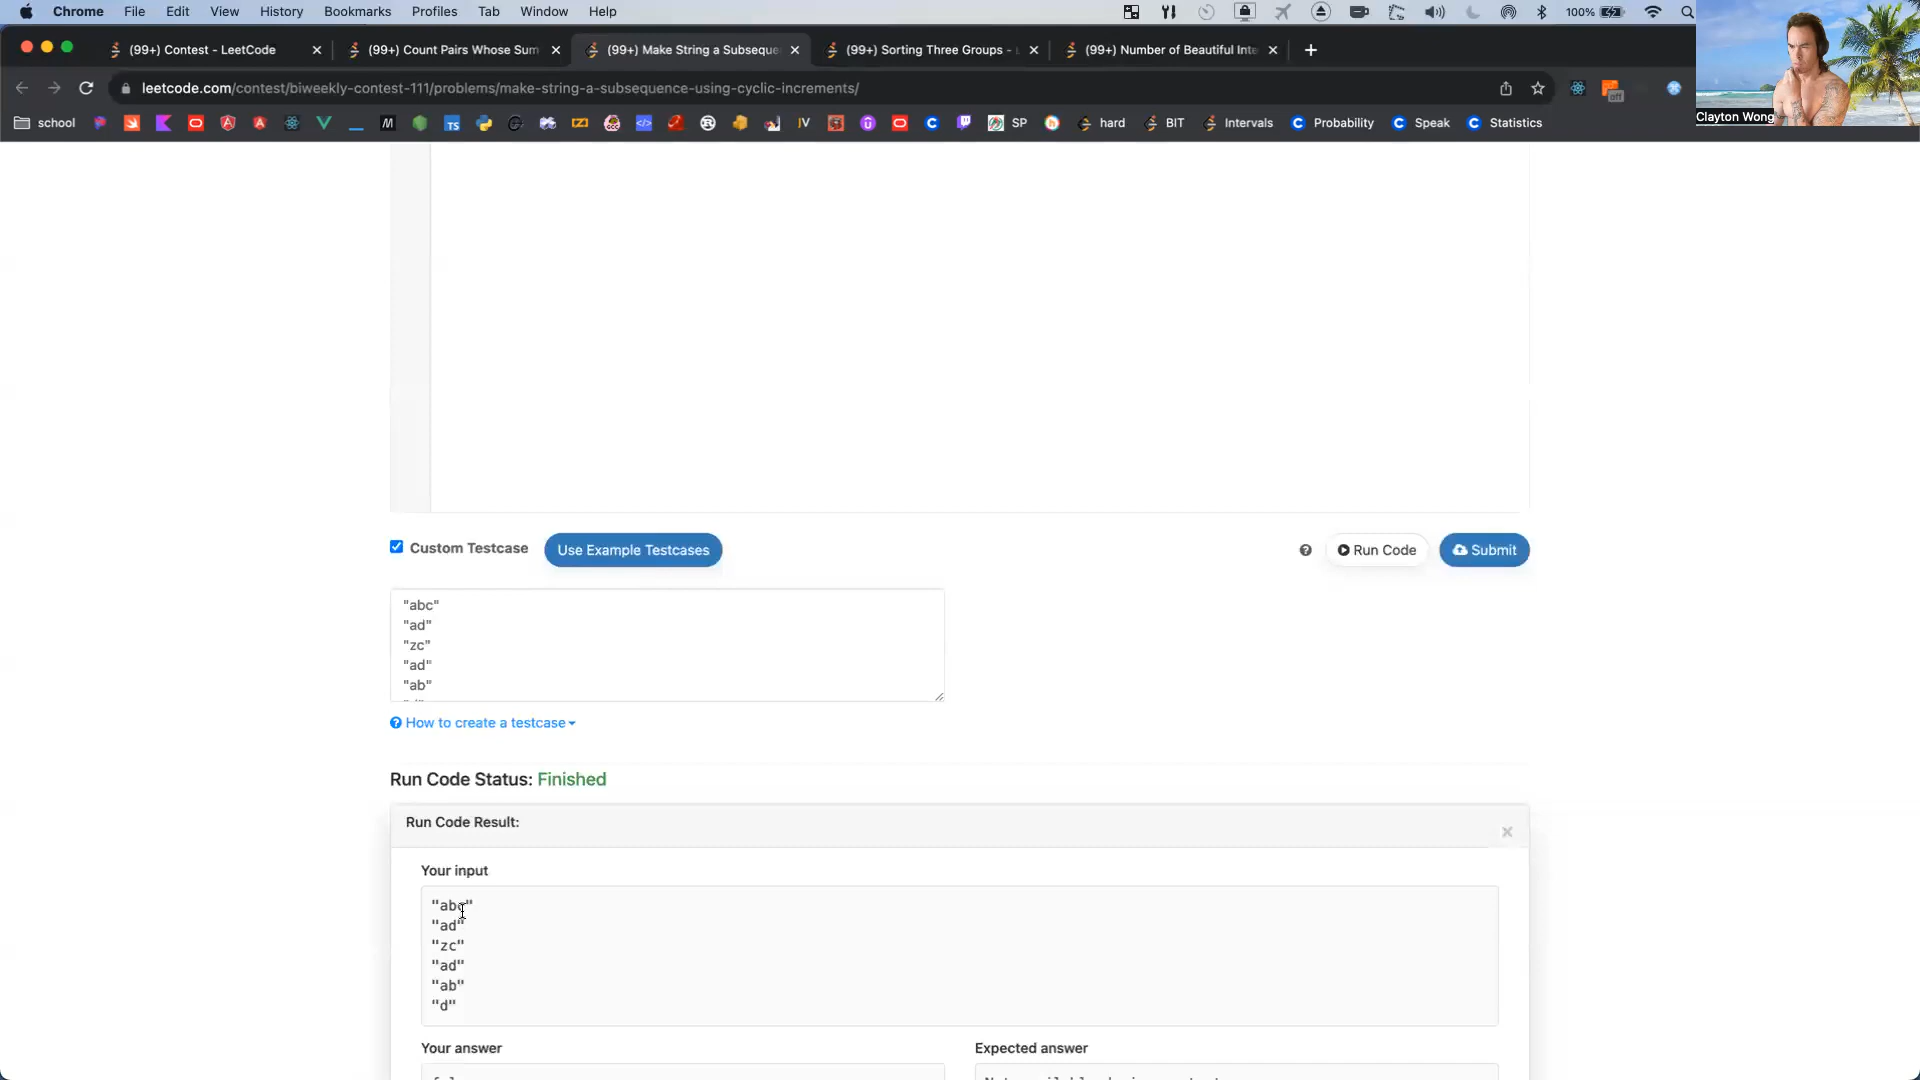 Chrome File Edit View History Bookmarks Profiles Tab Window Help 100%
(99+) Contest - LeetCode (99+) Count Pairs Whose Sum (99+) Make String a Subseque (99+) Sorting Three Groups - (99+) Number of Beautiful Inte
leetcode.com/contest/biweekly-contest-111/problems/make-string-a-subsequence-using-cyclic-increments/ off
Clayton Wong
school TS JV SP hard BIT Intervals Probability Speak Statistics
Custom Testcase Use Example Testcases Run Code Submit
"abc"
"ad"
"zc"
"ad"
"ab"
How to create a testcase
Run Code Status: Finished
Run Code Result:
Your input
"abc"
"ad"
"zc"
"ad"
"ab"
"d"
Your answer Expected answer